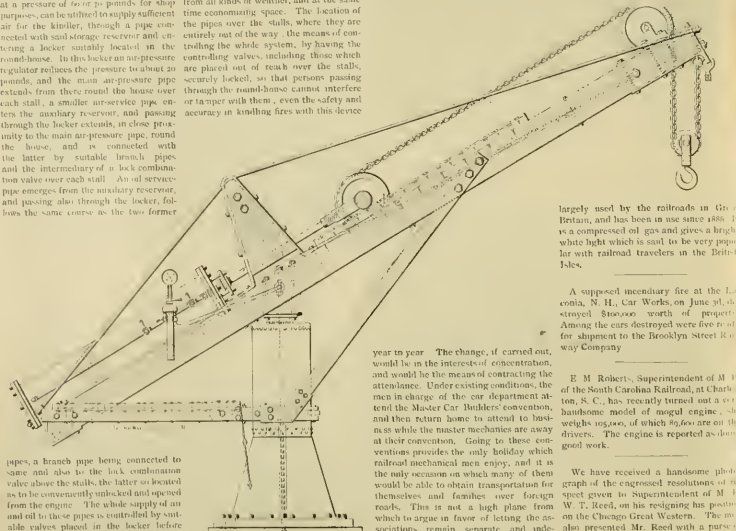 at a pressure of 60 or 70 pounds for shop
purposes, can be utilized to supply sufficient
air for the kindler, through a pipe con-
nected with said storage reservoir and en-
tering a locker suitably located in the
round-house. In this locker an air-pressure
regulator reduces the pressure to about 20
pounds, and the main air-pressure pipe
extends from there round the house over
each stall, a smaller air-service pipe en-
ters the auxiliary reservoir, and passing
through the locker extends, in close prox-
imity to the main air-pressure pipe, round
the house, and is connected with
the latter by suitable branch pipes
and the intermediary of a lock combina-
tion valve over each stall An oil service-
pipe emerges from the auxiliary reservoir,
and passing also through the locker, fol-
lows the same course as the two former
pipes, a branch pipe being connected to
same and also to the lock combination
valve above the stalls, the latter so located
as to be conveniently unlocked and opened
from the engine The whole supply of air
and oil to these pipes is controlled by suit-
able valves placed in the locker before
from all kinds of weather, and at the same
time economizing space. The location of
the pipes over the stalls, where they are
entirely out of the way, the means of con-
trolling the whole system, by having the
controlling valves, including those which
are placed out of reach over the stalls,
securely locked, so that persons passing
through the round-house cannot interfere
or tamper with them, even the safety and
accuracy in kindling fires with this device
year to year The change, if carried out,
would be in the interests of concentration,
and would be the means of contracting the
attendance. Under existing conditions, the
men in charge of the car department at-
tend the Master Car Builders' convention,
and then return home to attend to busi-
ness while the master mechanics are away
at their convention. Going to these con-
ventions provides the only holiday which
railroad mechanical men enjoy, and it is
the only occasion on which many of them
would be able to obtain transportation for
themselves and families over foreign
roads. This is not a high plane from
which to argue in favor of letting the as-
sociations remain separate and inde-
largely used by the railroads in
Britain, and has been in use since
is a compressed oil gas and gives a
white light which is said to be very
lar with railroad travelers in the
Isles.
A supposed incendiary fire at the
conia, N. H., Car Works, on June 3d,
stroyed $100,000 worth of
Among the cars destroyed were five
for shipment to the Brooklyn Street
way Company
E M Roberts, Superintendent of M
of the South Carolina Railroad, at
ton, S. C., has recently turned out a
handsome model of mogul engine,
weighs 105,000, of which 89,600 are on
drivers. The engine is reported as
good work.
We have received a handsome
graph of the engrossed resolutions of
spect given to Superintendent of M
W. T. Reed, on his resigning his
on the Chicago Great Western. The
also presented Mr. Reed with a purse